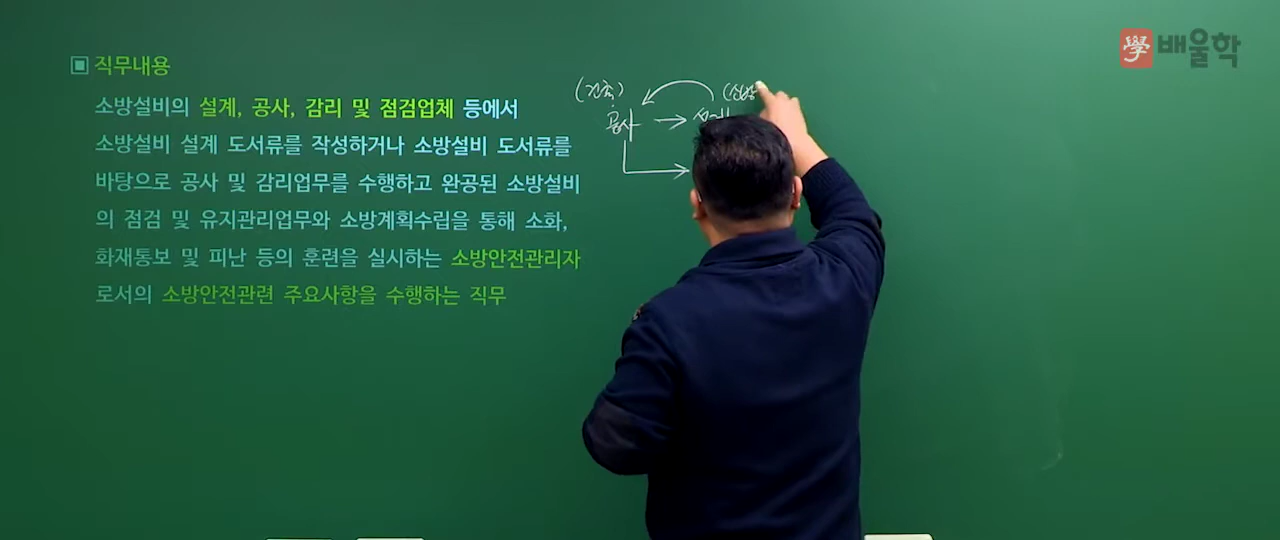 學 배울학
직무내용
소방설비의 설계, 공사, 감리 및 점검업체 등에서
소방설비 설계 도서류를 작성하거나 소방설비 도서류를
바탕으로 공사 및 감리업무를 수행하고 완공된 소방설비
의 점검 및 유지관리업무와 소방계획수립을 통해 소화,
화재통보 및 피난 등의 훈련을 실시하는 소방안전관리자
로서의 소방안전관련 주요사항을 수행하는 직무
(건축)
공사